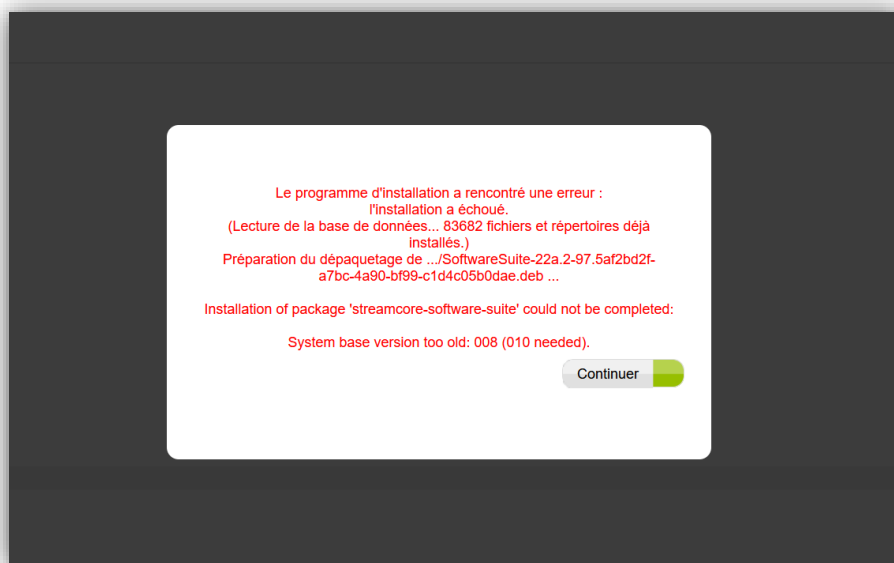 Le programme d'installation a rencontré une erreur :
l'installation a échoué.
(Lecture de la base de données... 83682 fichiers et répertoires déjà
installés.)
Préparation du dépaquetage de .../SoftwareSuite-22a.2-97.5af2bd2f-
a7bc-4a90-bf99-c1d4c05b0dae.deb ...
Installation of package 'streamcore-software-suite' could not be completed:
System base version too old: 008 (010 needed).
Continuer